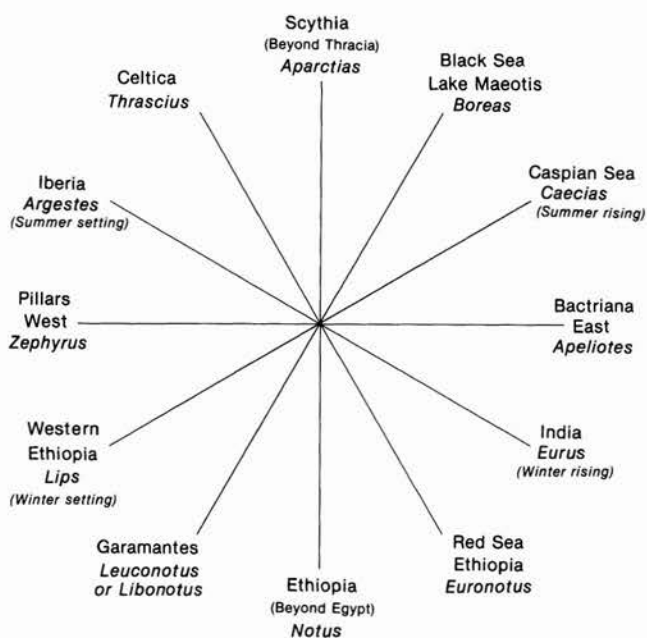 Scythia
(Beyond Thracia)
Aparctias
Black Sea
Lake Maeotis
Boreas
Celtica
Thrascius
Caspian Sea
Caecias
(Summer rising)
Iberia
Argestes
(Summer setting)
Pillars
West
Zephyrus
Bactriana
East
Apeliotes
Western
Ethiopia
Lips
(Winter setting)
India
Eurus
(Winter rising)
Garamantes
Leuconotus
or Libonotus
Ethiopia
(Beyond Egypt)
Notus
Red Sea
Ethiopia
Euronotus